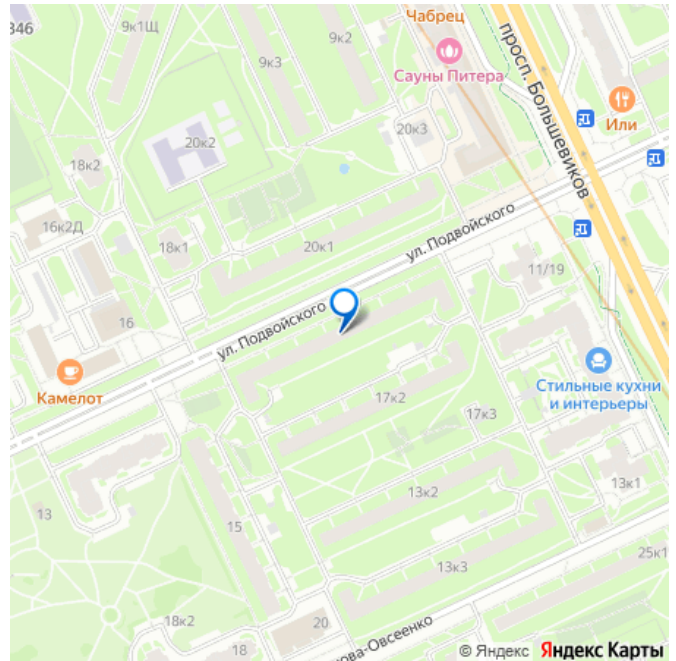 Чабрец
346
9к1Щ
9к3
9к2
Сауны Питера
просп. Большевиков
Или
20к3
20к2
18к2
16к2Д
18к1
20к1
ул. Подвойского
11/19
16
ул. Подвойского
Камелот
Стильные кухни
и интерьеры
17к2
17к3
13к1
13к2
13
15
13к3
25к1
18к2
20
18
нова-Овсеенко
© Яндекс Яндекс Карты